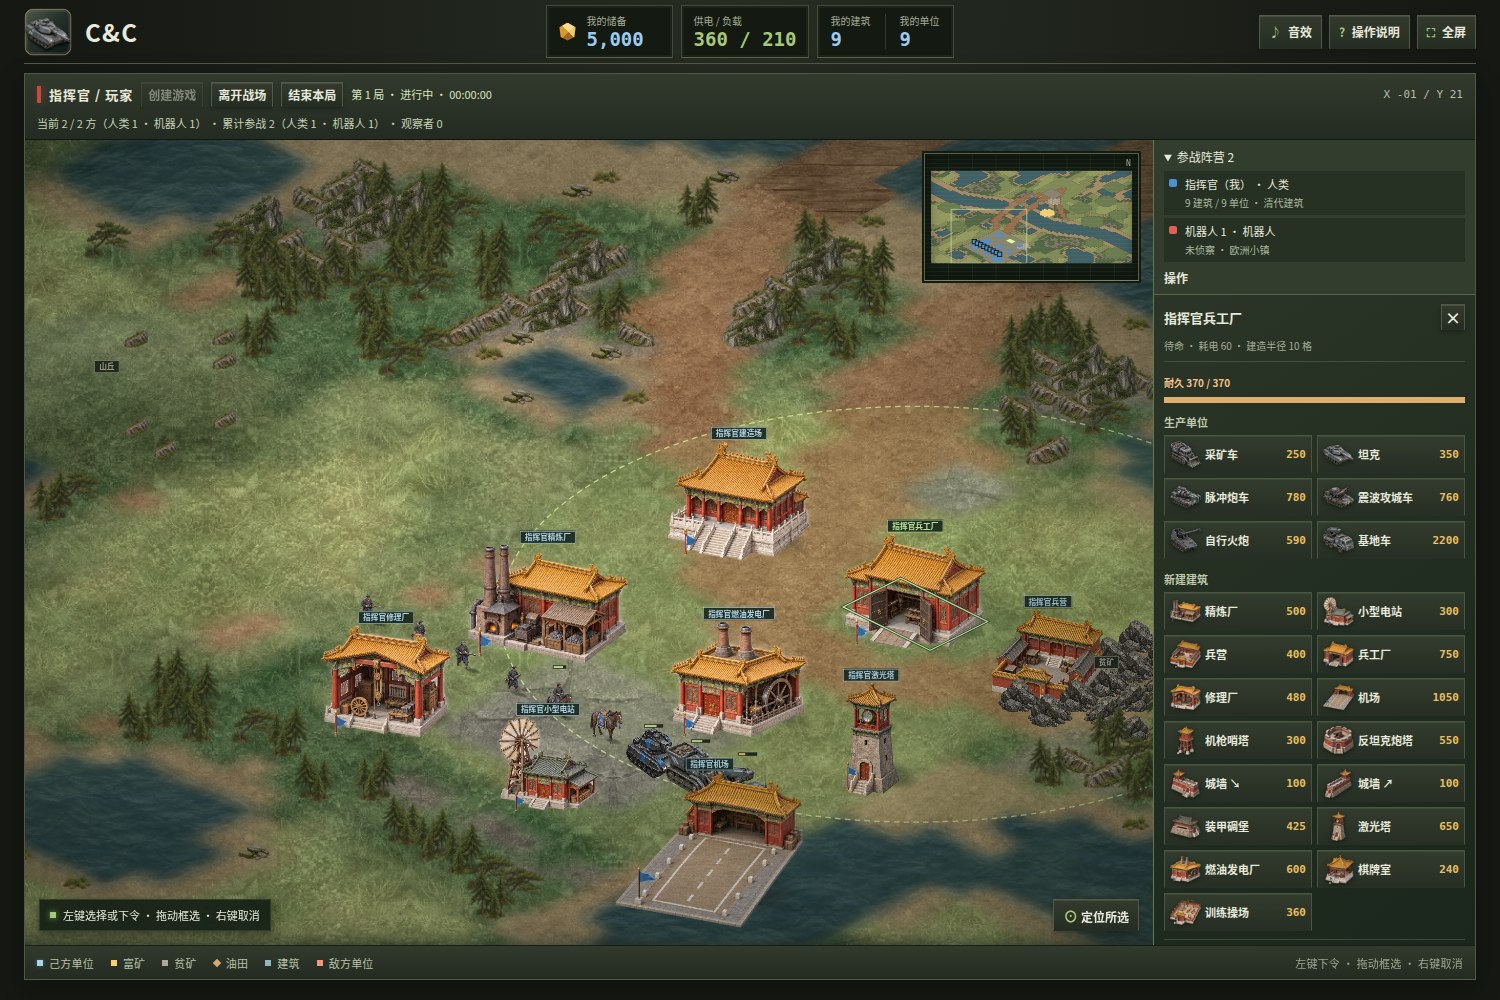 C&C
我的储备
5,000
供电 / 负载
360 / 210
我的建筑
9
我的单位
9
♪ 音效
? 操作说明
全屏
指挥官 / 玩家
创建游戏
离开战场
结束本局
第 1 局 · 进行中 · 00:00:00
X -01 / Y 21
当前 2 / 2 方（人类 1 · 机器人 1） · 累计参战 2（人类 1 · 机器人 1） · 观察者 0
N
山丘
指挥官建造场
指挥官兵工厂
指挥官精炼厂
指挥官兵营
指挥官修理厂
指挥官燃油发电厂
贫矿
指挥官激光塔
指挥官小型电站
指挥官机场
左键选择或下令 · 拖动框选 · 右键取消
定位所选
▼ 参战阵营 2
指挥官（我） · 人类
9 建筑 / 9 单位 · 清代建筑
机器人 1 · 机器人
未侦察 · 欧洲小镇
操作
指挥官兵工厂
✕
待命 · 耗电 60 · 建造半径 10 格
耐久 370 / 370
生产单位
采矿车 250
坦克 350
脉冲炮车 780
震波攻城车 760
自行火炮 590
基地车 2200
新建建筑
精炼厂 500
小型电站 300
兵营 400
兵工厂 750
修理厂 480
机场 1050
机枪哨塔 300
反坦克炮塔 550
城墙 ↘ 100
城墙 ↗ 100
装甲碉堡 425
激光塔 650
燃油发电厂 600
棋牌室 240
训练操场 360
己方单位
富矿
贫矿
油田
建筑
敌方单位
左键下令 · 拖动框选 · 右键取消